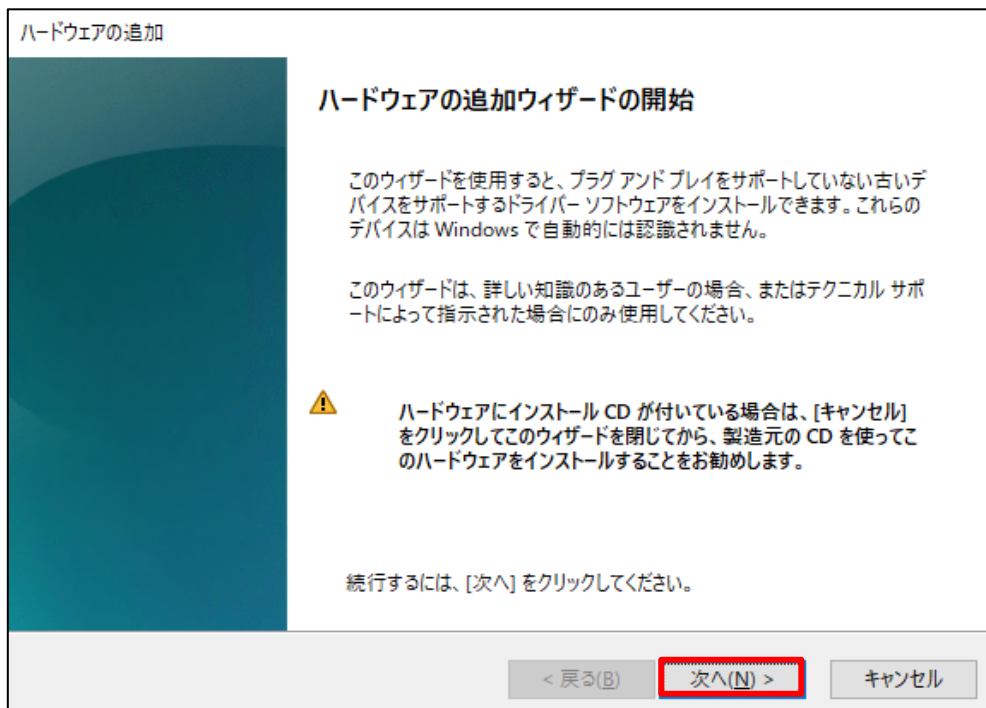 ハードウェアの追加
ハードウェアの追加ウィザードの開始
このウィザードを使用すると、プラグ アンド プレイをサポートしていない古いデ
バイスをサポートするドライバー ソフトウェアをインストールできます。これらの
デバイスは Windows で自動的には認識されません。
このウィザードは、詳しい知識のあるユーザーの場合、またはテクニカル サポ
ートによって指示された場合にのみ使用してください。
ハードウェアにインストール CD が付いている場合は、[キャンセル]
をクリックしてこのウィザードを閉じてから、製造元の CD を使ってこ
のハードウェアをインストールすることをお勧めします。
続行するには、[次へ] をクリックしてください。
< 戻る(B) 次へ(N) > キャンセル